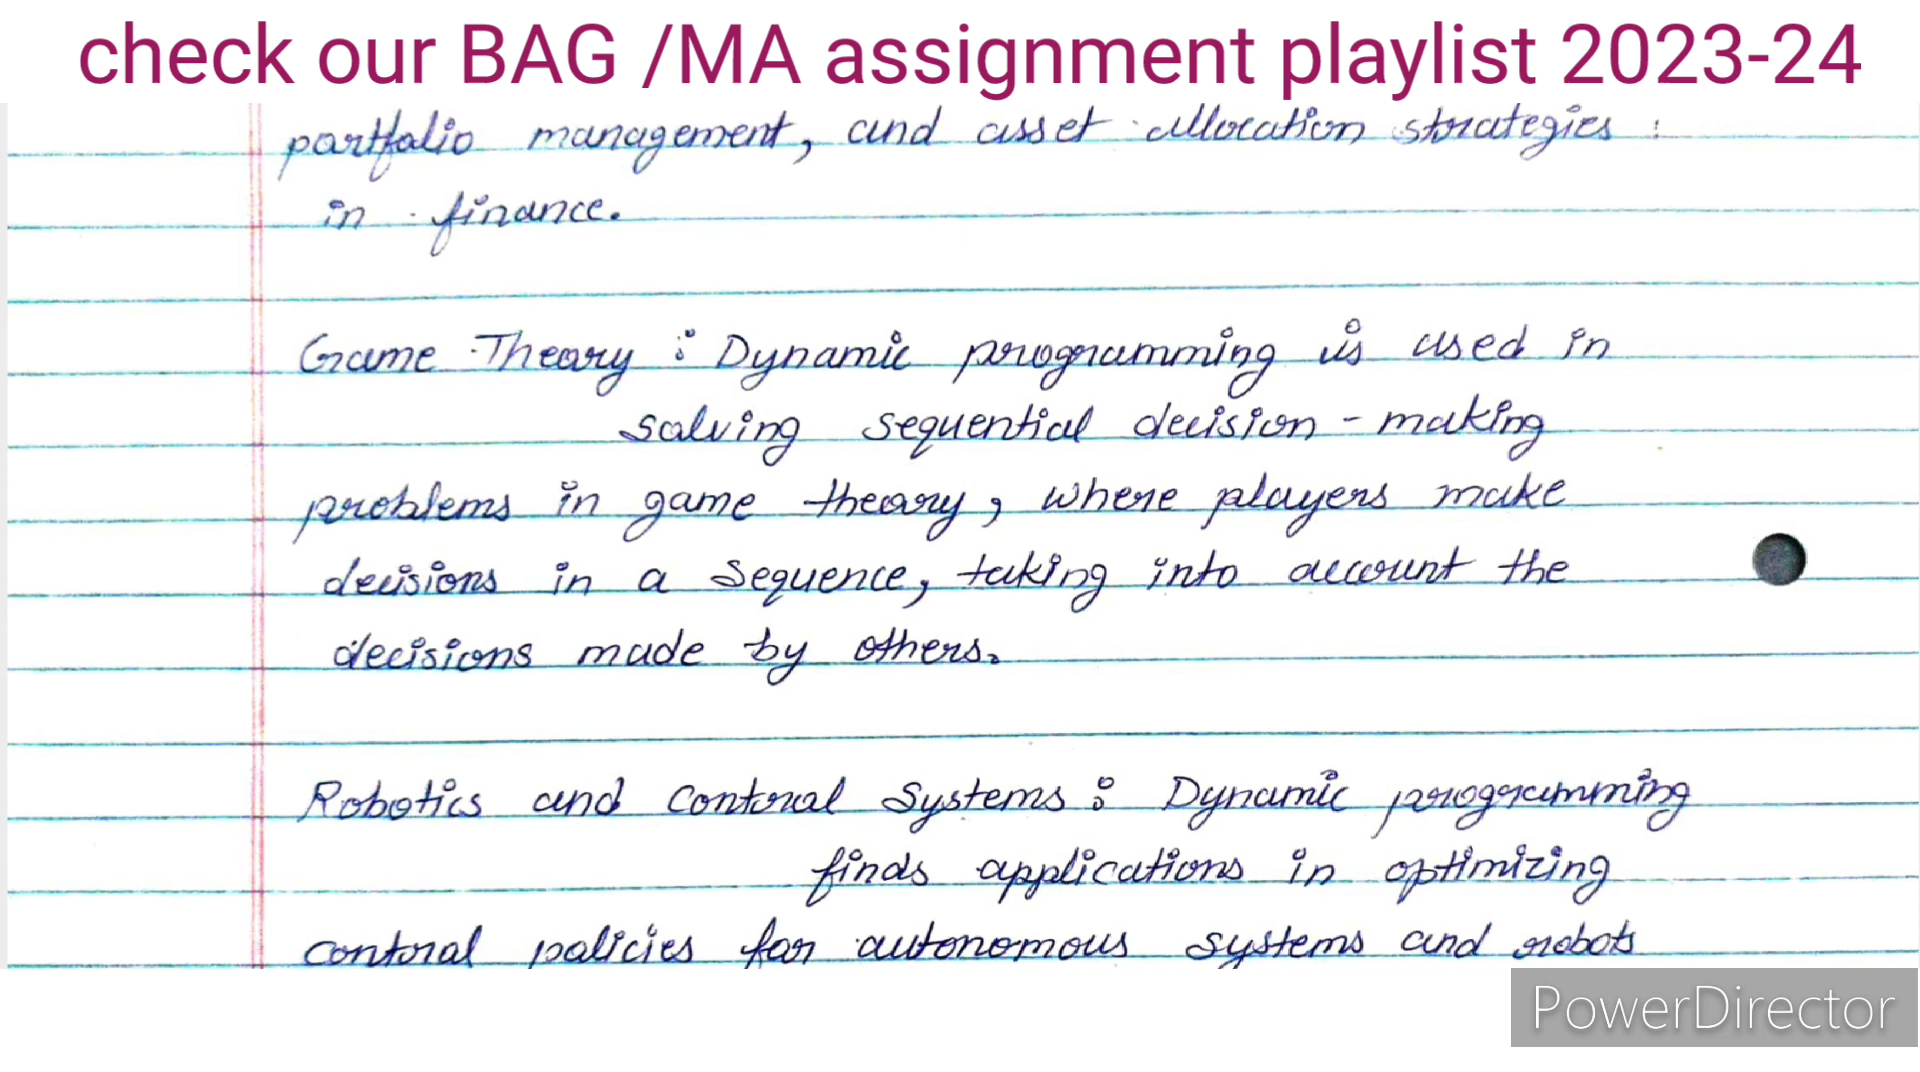 check our BAG /MA assignment playlist 2023-24
portfolio management, and asset allocation strategies
in finance.
Game Theory : Dynamic programming is used in
solving sequential decision - making
problems in game theory, where players make
decisions in a sequence, taking into account the
decisions made by others.
Robotics and Control Systems : Dynamic programming
finds applications in optimizing
control policies for autonomous systems and robots
PowerDirector